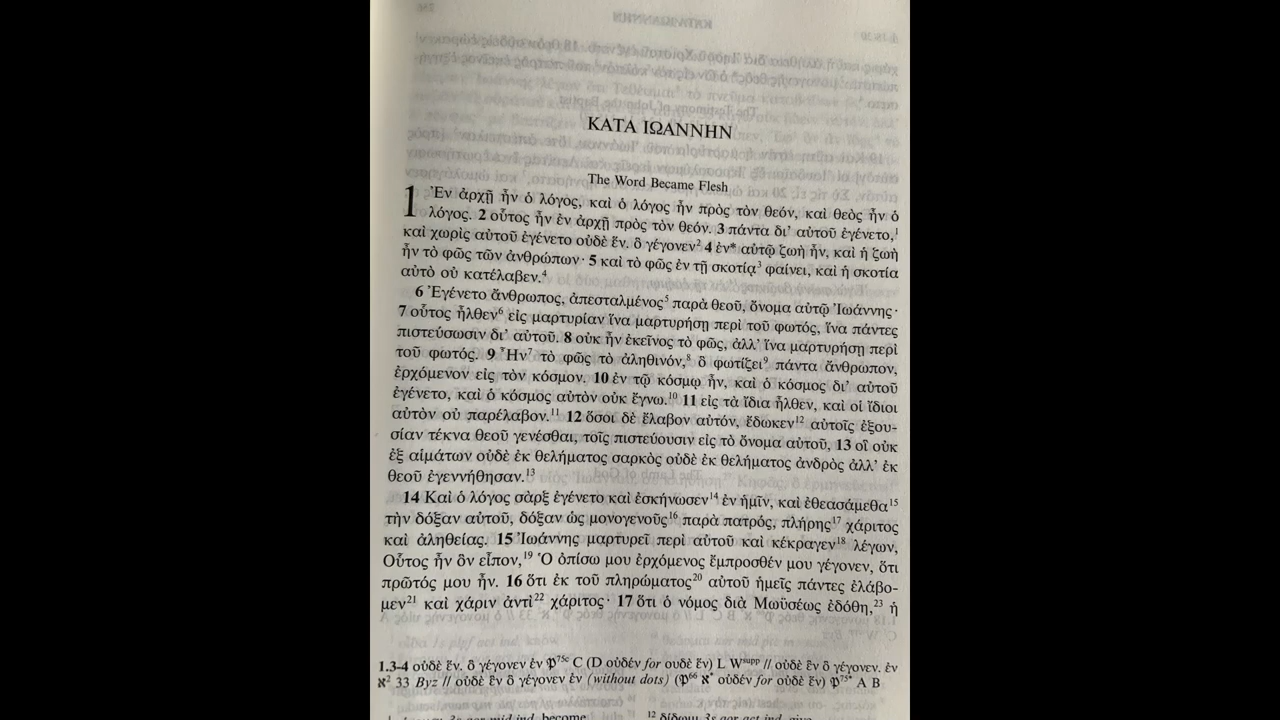 ΚΑΤΑ ΙΩΑΝΝΗΝ
The Word Became Flesh
1 Ἐν ἀρχῇ ἦν ὁ λόγος, καὶ ὁ λόγος ἦν πρὸς τὸν θεόν, καὶ θεὸς ἦν ὁ
λόγος. 2 οὗτος ἦν ἐν ἀρχῇ πρὸς τὸν θεόν. 3 πάντα δι’ αὐτοῦ ἐγένετο,¹
καὶ χωρὶς αὐτοῦ ἐγένετο οὐδὲ ἕν. ὃ γέγονεν² 4 ἐν* αὐτῷ ζωὴ ἦν, καὶ ἡ ζωὴ
ἦν τὸ φῶς τῶν ἀνθρώπων· 5 καὶ τὸ φῶς ἐν τῇ σκοτίᾳ³ φαίνει, καὶ ἡ σκοτία
αὐτὸ οὐ κατέλαβεν.⁴
6 Ἐγένετο ἄνθρωπος, ἀπεσταλμένος⁵ παρὰ θεοῦ, ὄνομα αὐτῷ Ἰωάννης·
7 οὗτος ἦλθεν⁶ εἰς μαρτυρίαν ἵνα μαρτυρήσῃ περὶ τοῦ φωτός, ἵνα πάντες
πιστεύσωσιν δι’ αὐτοῦ. 8 οὐκ ἦν ἐκεῖνος τὸ φῶς, ἀλλ’ ἵνα μαρτυρήσῃ περὶ
τοῦ φωτός. 9 Ἦν⁷ τὸ φῶς τὸ ἀληθινόν,⁸ ὃ φωτίζει⁹ πάντα ἄνθρωπον,
ἐρχόμενον εἰς τὸν κόσμον. 10 ἐν τῷ κόσμῳ ἦν, καὶ ὁ κόσμος δι’ αὐτοῦ
ἐγένετο, καὶ ὁ κόσμος αὐτὸν οὐκ ἔγνω.¹⁰ 11 εἰς τὰ ἴδια ἦλθεν, καὶ οἱ ἴδιοι
αὐτὸν οὐ παρέλαβον.¹¹ 12 ὅσοι δὲ ἔλαβον αὐτόν, ἔδωκεν¹² αὐτοῖς ἐξου-
σίαν τέκνα θεοῦ γενέσθαι, τοῖς πιστεύουσιν εἰς τὸ ὄνομα αὐτοῦ, 13 οἳ οὐκ
ἐξ αἱμάτων οὐδὲ ἐκ θελήματος σαρκὸς οὐδὲ ἐκ θελήματος ἀνδρὸς ἀλλ’ ἐκ
θεοῦ ἐγεννήθησαν.¹³
14 Καὶ ὁ λόγος σὰρξ ἐγένετο καὶ ἐσκήνωσεν¹⁴ ἐν ἡμῖν, καὶ ἐθεασάμεθα¹⁵
τὴν δόξαν αὐτοῦ, δόξαν ὡς μονογενοῦς¹⁶ παρὰ πατρός, πλήρης¹⁷ χάριτος
καὶ ἀληθείας. 15 Ἰωάννης μαρτυρεῖ περὶ αὐτοῦ καὶ κέκραγεν¹⁸ λέγων,
Οὗτος ἦν ὃν εἶπον,¹⁹ Ὁ ὀπίσω μου ἐρχόμενος ἔμπροσθέν μου γέγονεν, ὅτι
πρῶτός μου ἦν. 16 ὅτι ἐκ τοῦ πληρώματος²⁰ αὐτοῦ ἡμεῖς πάντες ἐλάβο-
μεν²¹ καὶ χάριν ἀντὶ²² χάριτος· 17 ὅτι ὁ νόμος διὰ Μωϋσέως ἐδόθη,²³ ἡ
1.3-4 οὐδὲ ἕν. ὃ γέγονεν ἐν 𝔓⁷⁵ᶜ C (D οὐδέν for οὐδὲ ἕν) L Wˢᵘᵖᵖ // οὐδὲ ἓν ὃ γέγονεν. ἐν
ℵ² 33 Byz // οὐδὲ ἓν ὃ γέγονεν ἐν (without dots) (𝔓⁶⁶ ℵ* οὐδέν for οὐδὲ ἕν) 𝔓⁷⁵* A B